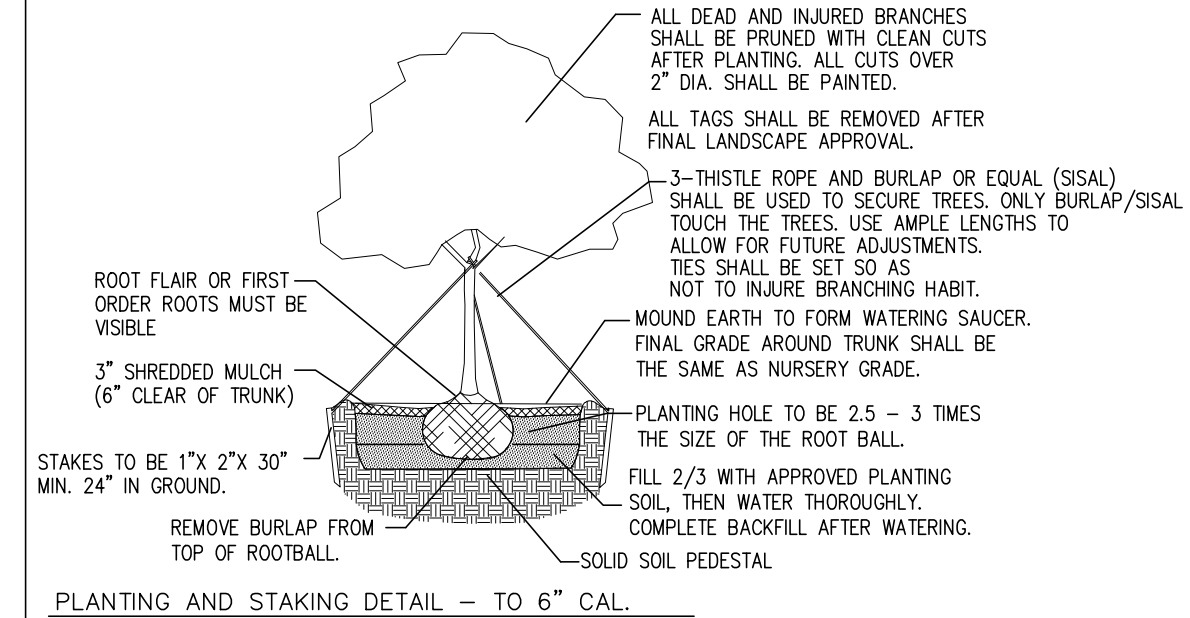 ALL DEAD AND INJURED BRANCHES
SHALL BE PRUNED WITH CLEAN CUTS
AFTER PLANTING. ALL CUTS OVER
2” DIA. SHALL BE PAINTED.
ALL TAGS SHALL BE REMOVED AFTER
FINAL LANDSCAPE APPROVAL.
3-THISTLE ROPE AND BURLAP OR EQUAL (SISAL)
SHALL BE USED TO SECURE TREES. ONLY BURLAP/SISAL
TOUCH THE TREES. USE AMPLE LENGTHS TO
ALLOW FOR FUTURE ADJUSTMENTS.
TIES SHALL BE SET SO AS
NOT TO INJURE BRANCHING HABIT.
ROOT FLAIR OR FIRST
ORDER ROOTS MUST BE
VISIBLE
MOUND EARTH TO FORM WATERING SAUCER.
FINAL GRADE AROUND TRUNK SHALL BE
THE SAME AS NURSERY GRADE.
3” SHREDDED MULCH
(6” CLEAR OF TRUNK)
PLANTING HOLE TO BE 2.5 – 3 TIMES
THE SIZE OF THE ROOT BALL.
STAKES TO BE 1”X 2”X 30”
MIN. 24” IN GROUND.
FILL 2/3 WITH APPROVED PLANTING
SOIL, THEN WATER THOROUGHLY.
COMPLETE BACKFILL AFTER WATERING.
REMOVE BURLAP FROM
TOP OF ROOTBALL.
SOLID SOIL PEDESTAL
PLANTING AND STAKING DETAIL – TO 6” CAL.